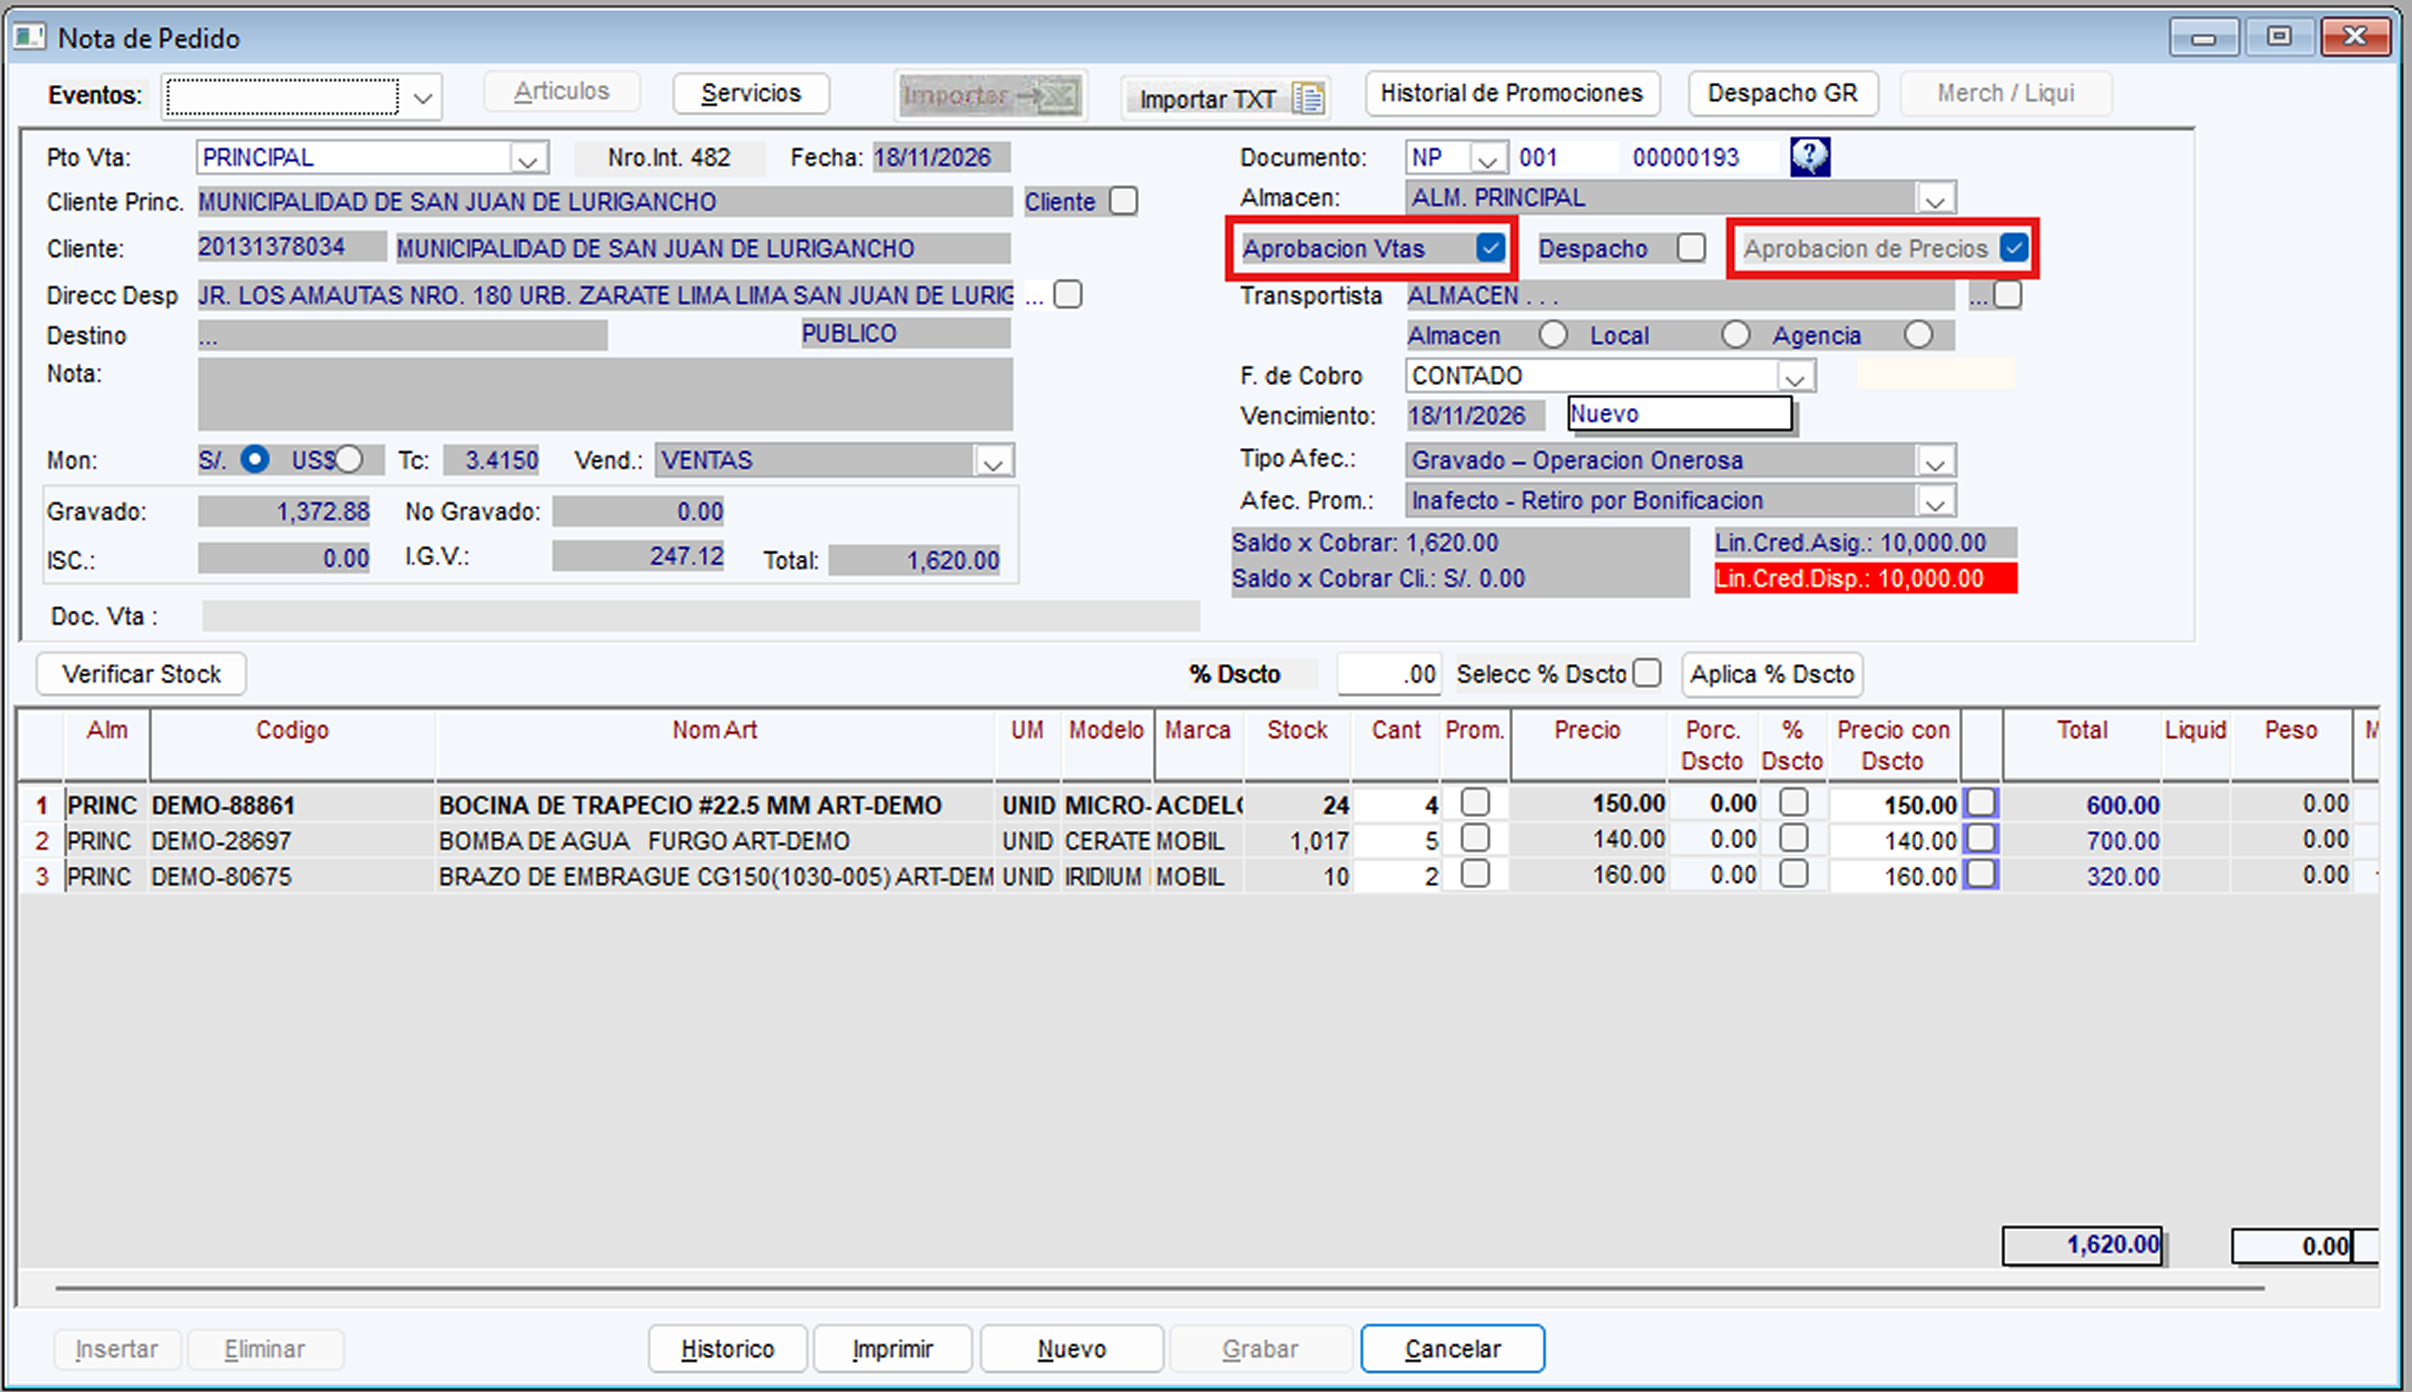 Nota de Pedido
Eventos: Articulos Servicios Importar Importar TXT Historial de Promociones Despacho GR Merch / Liqui
Pto Vta: PRINCIPAL Nro.Int. 482 Fecha: 18/11/2026 Documento: NP 001 00000193
Cliente Princ. MUNICIPALIDAD DE SAN JUAN DE LURIGANCHO Cliente Almacen: ALM. PRINCIPAL
Cliente: 20131378034 MUNICIPALIDAD DE SAN JUAN DE LURIGANCHO Aprobacion Vtas Despacho Aprobacion de Precios
Direcc Desp JR. LOS AMAUTAS NRO. 180 URB. ZARATE LIMA LIMA SAN JUAN DE LURIG ... Transportista ALMACEN . . . ...
Destino ... PUBLICO Almacen Local Agencia
Nota: F. de Cobro CONTADO
Vencimiento: 18/11/2026 Nuevo
Mon: S/. US$ Tc: 3.4150 Vend.: VENTAS Tipo Afec.: Gravado – Operacion Onerosa
Gravado: 1,372.88 No Gravado: 0.00 Afec. Prom.: Inafecto - Retiro por Bonificacion
ISC.: 0.00 I.G.V.: 247.12 Total: 1,620.00 Saldo x Cobrar: 1,620.00 Lin.Cred.Asig.: 10,000.00
Saldo x Cobrar Cli.: S/. 0.00 Lin.Cred.Disp.: 10,000.00
Doc. Vta :
Verificar Stock % Dscto .00 Selecc % Dscto Aplica % Dscto
Alm Codigo NomArt UM Modelo Marca Stock Cant Prom. Precio Porc. Dscto % Dscto Precio con Dscto Total Liquid Peso M
1 PRINC DEMO-88861 BOCINA DE TRAPECIO #22.5 MM ART-DEMO UNID MICRO- ACDELC 24 4 150.00 0.00 150.00 600.00 0.00
2 PRINC DEMO-28697 BOMBA DE AGUA FURGO ART-DEMO UNID CERATE MOBIL 1,017 5 140.00 0.00 140.00 700.00 0.00
3 PRINC DEMO-80675 BRAZO DE EMBRAGUE CG150(1030-005) ART-DEM UNID IRIDIUM MOBIL 10 2 160.00 0.00 160.00 320.00 0.00
1,620.00 0.00
Insertar Eliminar Historico Imprimir Nuevo Grabar Cancelar